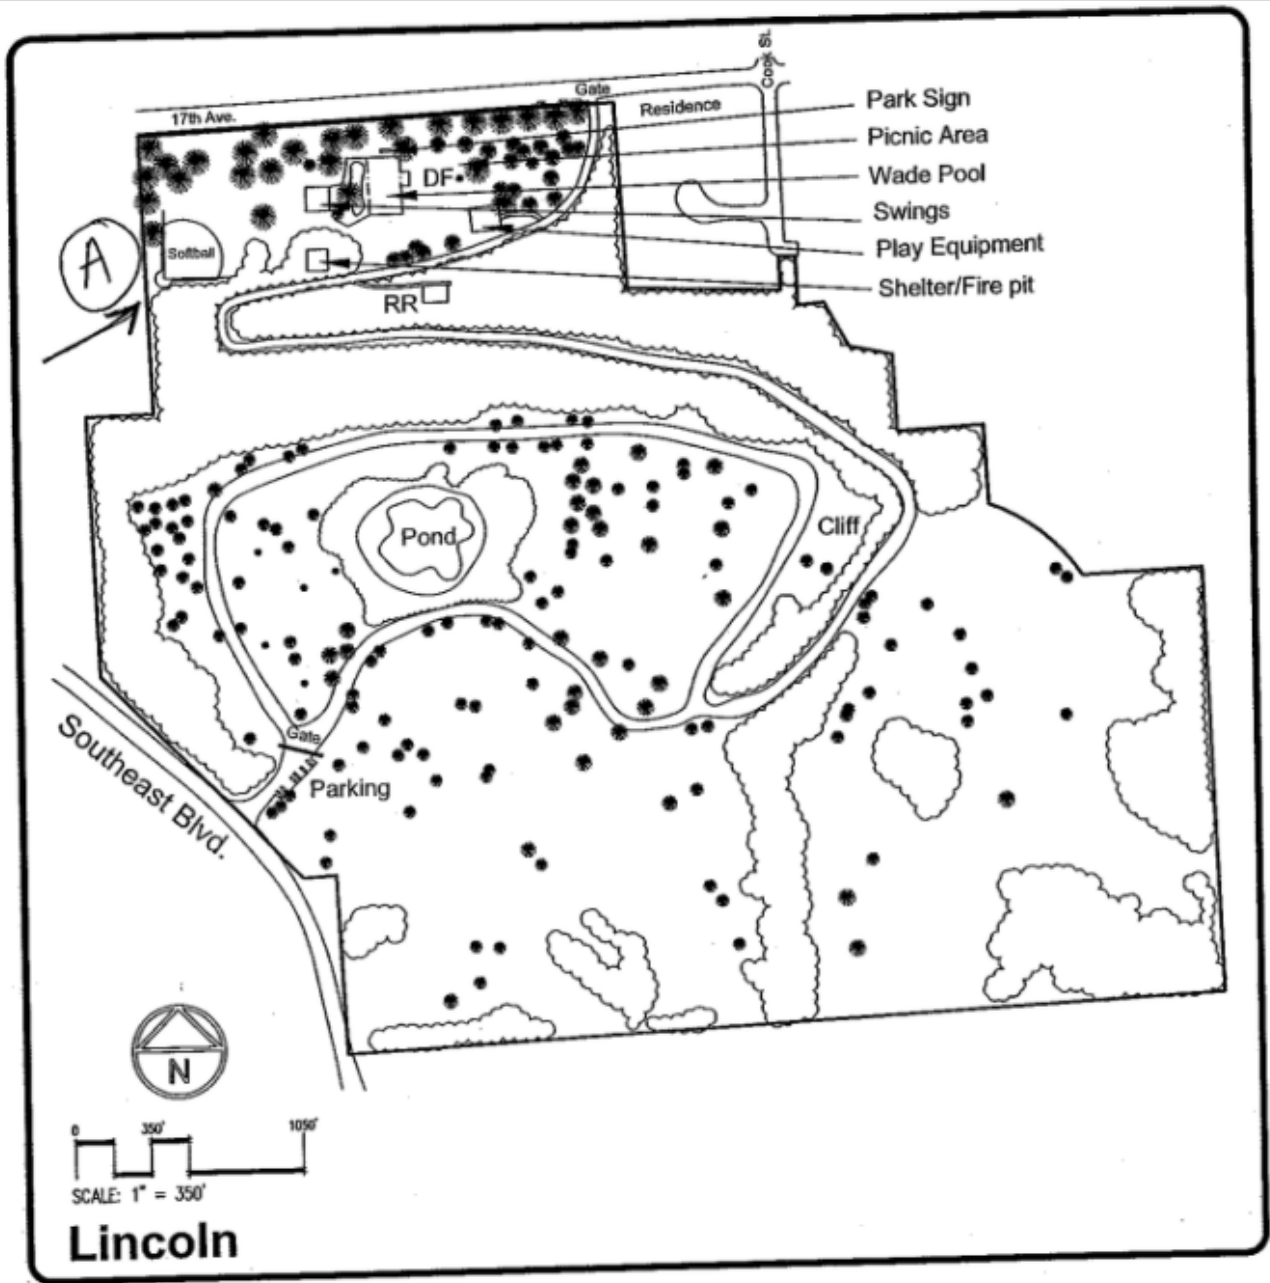 Cook St.
Gate
17th Ave.
Residence
Park Sign
Picnic Area
DF
Wade Pool
Swings
A
Softball
Play Equipment
Shelter/Fire pit
RR
Pond
Cliff
Gate
Southeast Blvd.
Parking
N
0 350' 1050'
SCALE: 1" = 350'
Lincoln